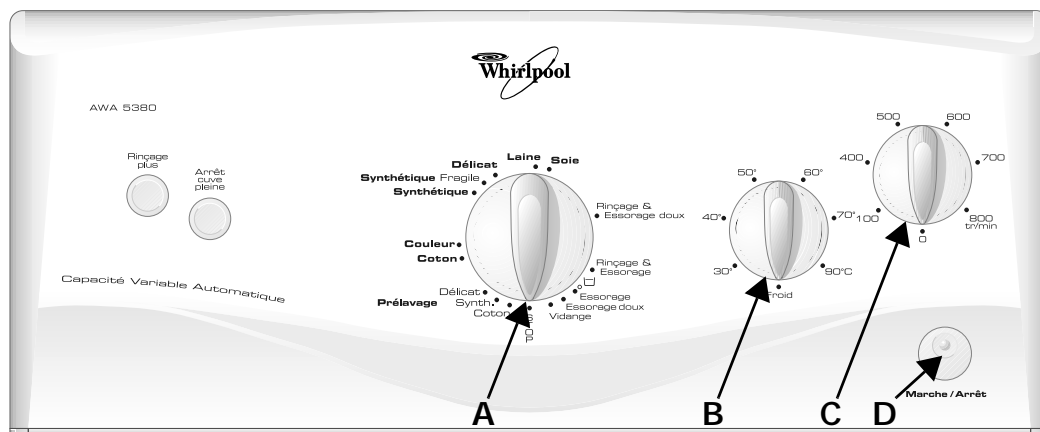 Whirlpool
AWA 5380
Rinçage
plus
Arrêt
cuve
pleine
Capacité Variable Automatique
Laine
Soie
Délicat
Synthétique Fragile
Synthétique
Couleur
Coton
Prélavage
Délicat
Synth.
Coton
STOP
Rinçage &
Essorage doux
Rinçage &
Essorage
Essorage
Essorage doux
Vidange
50°
60°
40°
70°
30°
90°C
Froid
500
600
400
700
100
800
tr/min
0
Marche / Arrêt
A
B
C
D